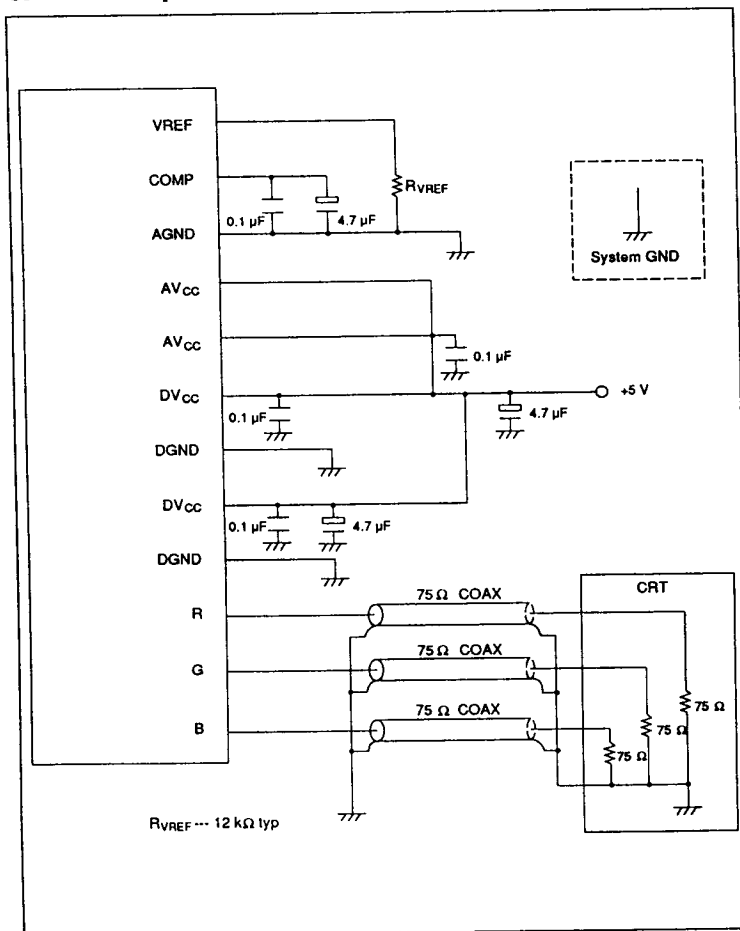 VREF
COMP
RVREF
0.1 µF
4.7 µF
AGND
System GND
AVCC
AVCC
0.1 µF
DVCC
+5 V
0.1 µF
4.7 µF
DGND
DVCC
0.1 µF
4.7 µF
DGND
75 Ω COAX
CRT
R
75 Ω COAX
G
75 Ω
75 Ω COAX
75 Ω
B
75 Ω
RVREF --- 12 kΩ typ